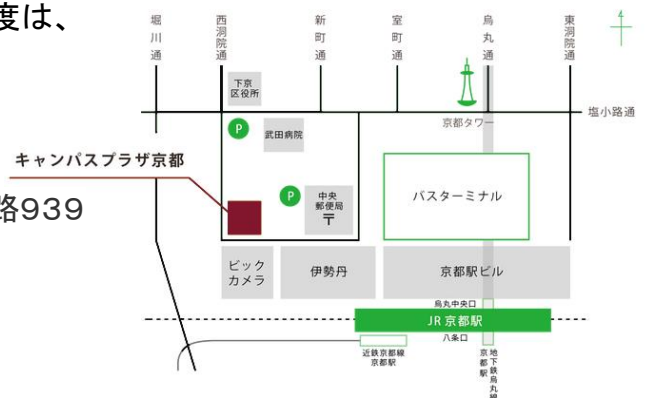 度は、
堀川通
西洞院通
新町通
室町通
烏丸通
東洞院通
下京
区役所
塩小路通
京都タワー
P
武田病院
キャンパスプラザ京都
P
中央
郵便局
〒
バスターミナル
路939
ビック
カメラ
伊勢丹
京都駅ビル
烏丸中央口
JR 京都駅
八条口
近鉄京都線
京都駅
地下鉄烏丸線
京都駅